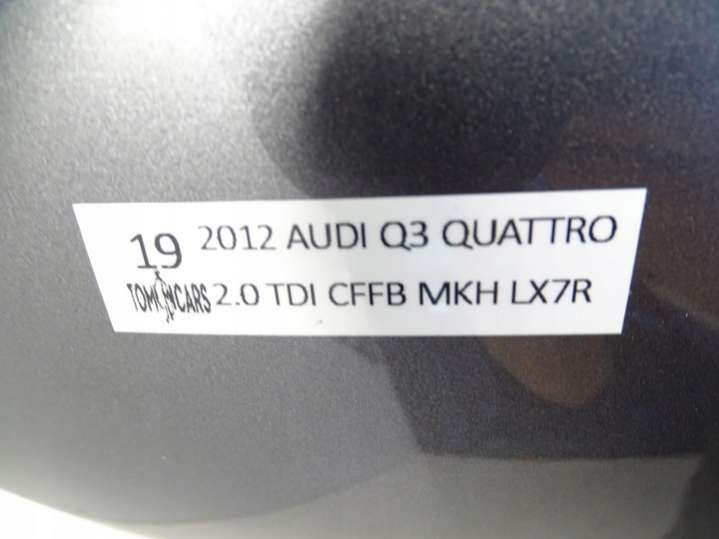 19 2012 AUDI Q3 QUATTRO
TOMCARS 2.0 TDI CFFB MKH LX7R